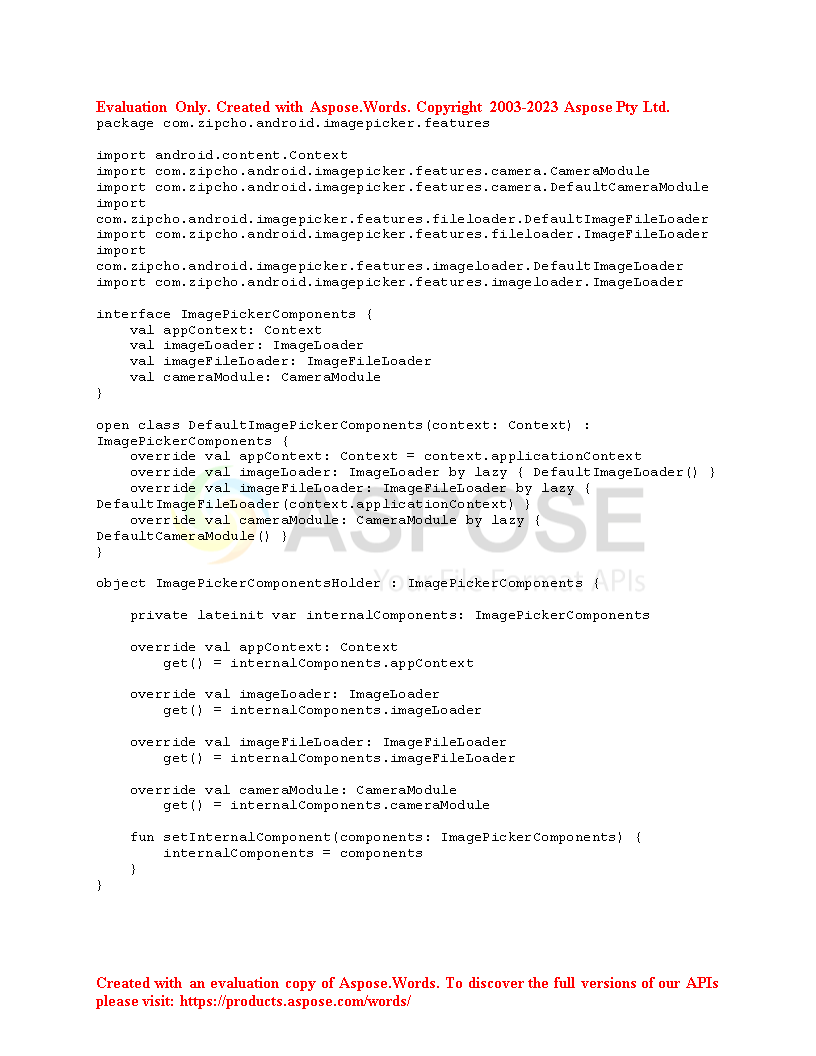 Evaluation Only. Created with Aspose.Words. Copyright 2003-2023 Aspose Pty Ltd.
package com.zipcho.android.imagepicker.features

import android.content.Context
import com.zipcho.android.imagepicker.features.camera.CameraModule
import com.zipcho.android.imagepicker.features.camera.DefaultCameraModule
import
com.zipcho.android.imagepicker.features.fileloader.DefaultImageFileLoader
import com.zipcho.android.imagepicker.features.fileloader.ImageFileLoader
import
com.zipcho.android.imagepicker.features.imageloader.DefaultImageLoader
import com.zipcho.android.imagepicker.features.imageloader.ImageLoader

interface ImagePickerComponents {
    val appContext: Context
    val imageLoader: ImageLoader
    val imageFileLoader: ImageFileLoader
    val cameraModule: CameraModule
}

open class DefaultImagePickerComponents(context: Context) :
ImagePickerComponents {
    override val appContext: Context = context.applicationContext
    override val imageLoader: ImageLoader by lazy { DefaultImageLoader() }
    override val imageFileLoader: ImageFileLoader by lazy {
DefaultImageFileLoader(context.applicationContext) }
    override val cameraModule: CameraModule by lazy {
DefaultCameraModule() }
}
ASPOSE
Your File Format APIs

object ImagePickerComponentsHolder : ImagePickerComponents {

    private lateinit var internalComponents: ImagePickerComponents

    override val appContext: Context
        get() = internalComponents.appContext

    override val imageLoader: ImageLoader
        get() = internalComponents.imageLoader

    override val imageFileLoader: ImageFileLoader
        get() = internalComponents.imageFileLoader

    override val cameraModule: CameraModule
        get() = internalComponents.cameraModule

    fun setInternalComponent(components: ImagePickerComponents) {
        internalComponents = components
    }
}

Created with an evaluation copy of Aspose.Words. To discover the full versions of our APIs
please visit: https://products.aspose.com/words/